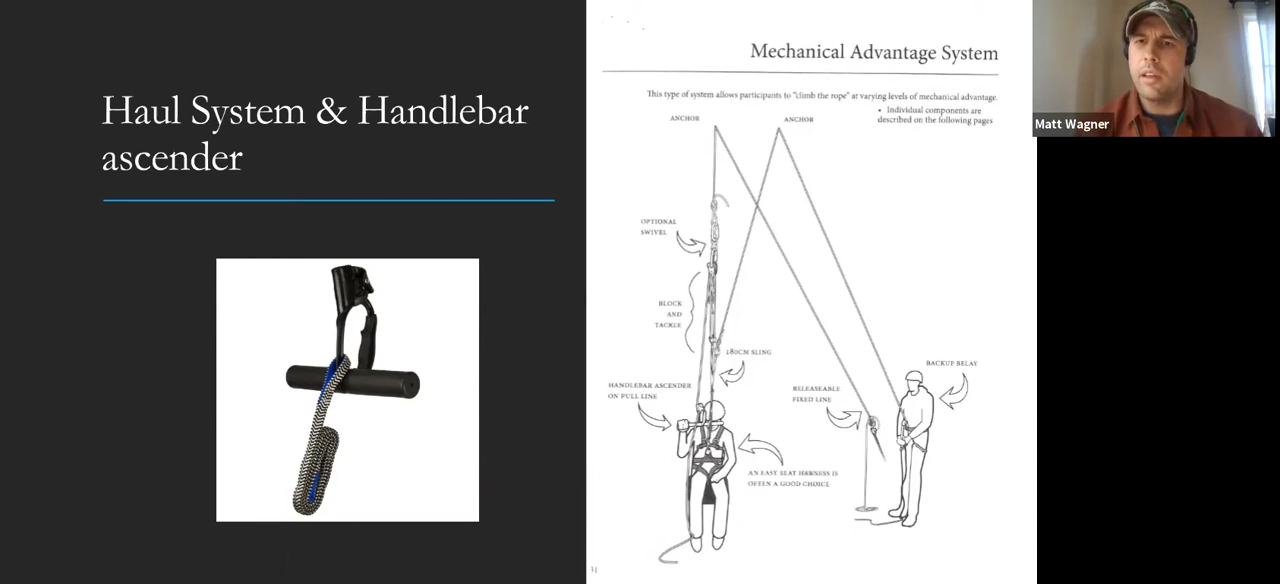 Haul System & Handlebar
ascender
Mechanical Advantage System
This type of system allows participants to "climb the rope" at varying levels of mechanical advantage.
• Individual components are
described on the following pages
ANCHOR
ANCHOR
OPTIONAL
SWIVEL
BLOCK
AND
TACKLE
180CM SLING
HANDLEBAR ASCENDER
ON PULL LINE
RELEASEABLE
FIXED LINE
BACKUP BELAY
AN EASY SEAT HARNESS IS
OFTEN A GOOD CHOICE
31
Matt Wagner